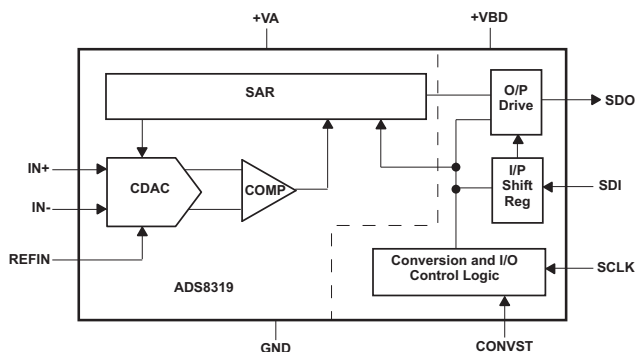 +VA
+VBD
SAR
O/P
Drive
SDO
IN+
CDAC
COMP
I/P
Shift
Reg
SDI
IN-
REFIN
Conversion and I/O
Control Logic
SCLK
ADS8319
GND
CONVST